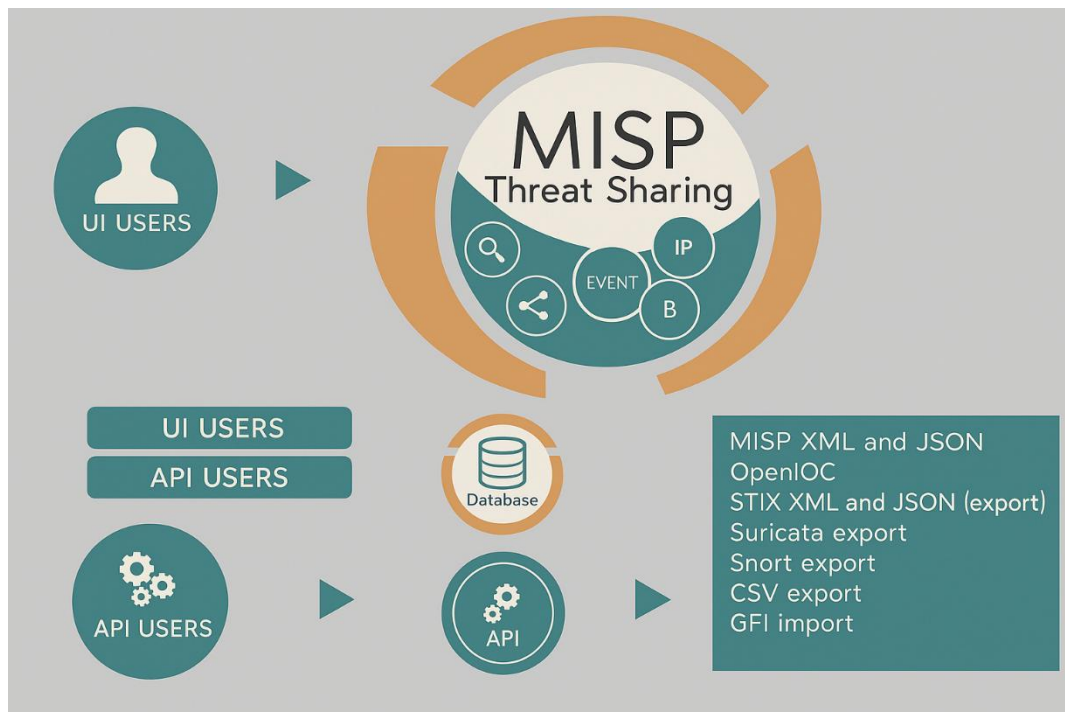 UI USERS
MISP
Threat Sharing
IP
EVENT
B
UI USERS
API USERS
Database
API USERS
API
MISP XML and JSON
OpenIOC
STIX XML and JSON (export)
Suricata export
Snort export
CSV export
GFI import